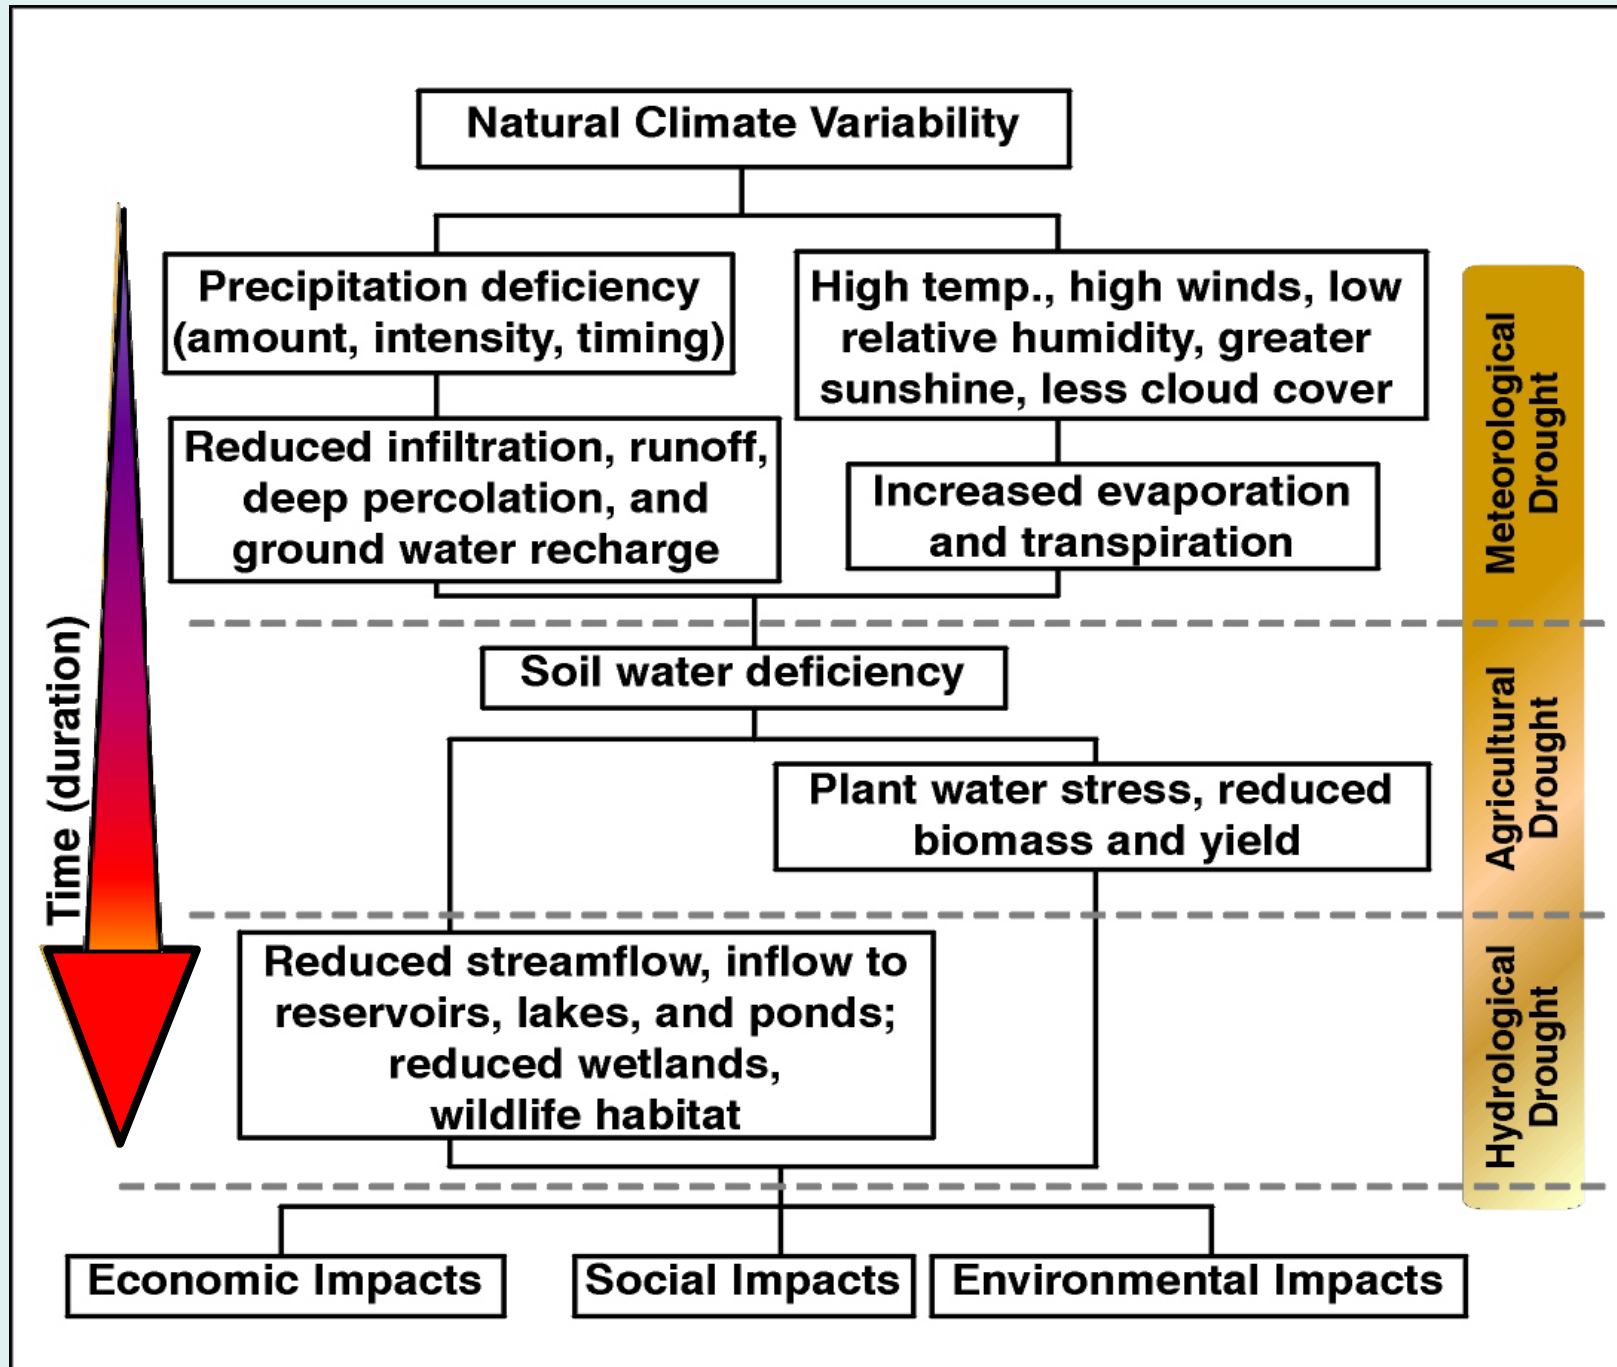 Natural Climate Variability
Precipitation deficiency
(amount, intensity, timing)
High temp., high winds, low
relative humidity, greater
sunshine, less cloud cover
Reduced infiltration, runoff,
deep percolation, and
ground water recharge
Increased evaporation
and transpiration
Meteorological
Drought
Time (duration)
Soil water deficiency
Plant water stress, reduced
biomass and yield
Agricultural
Drought
Reduced streamflow, inflow to
reservoirs, lakes, and ponds;
reduced wetlands,
wildlife habitat
Hydrological
Drought
Economic Impacts
Social Impacts
Environmental Impacts